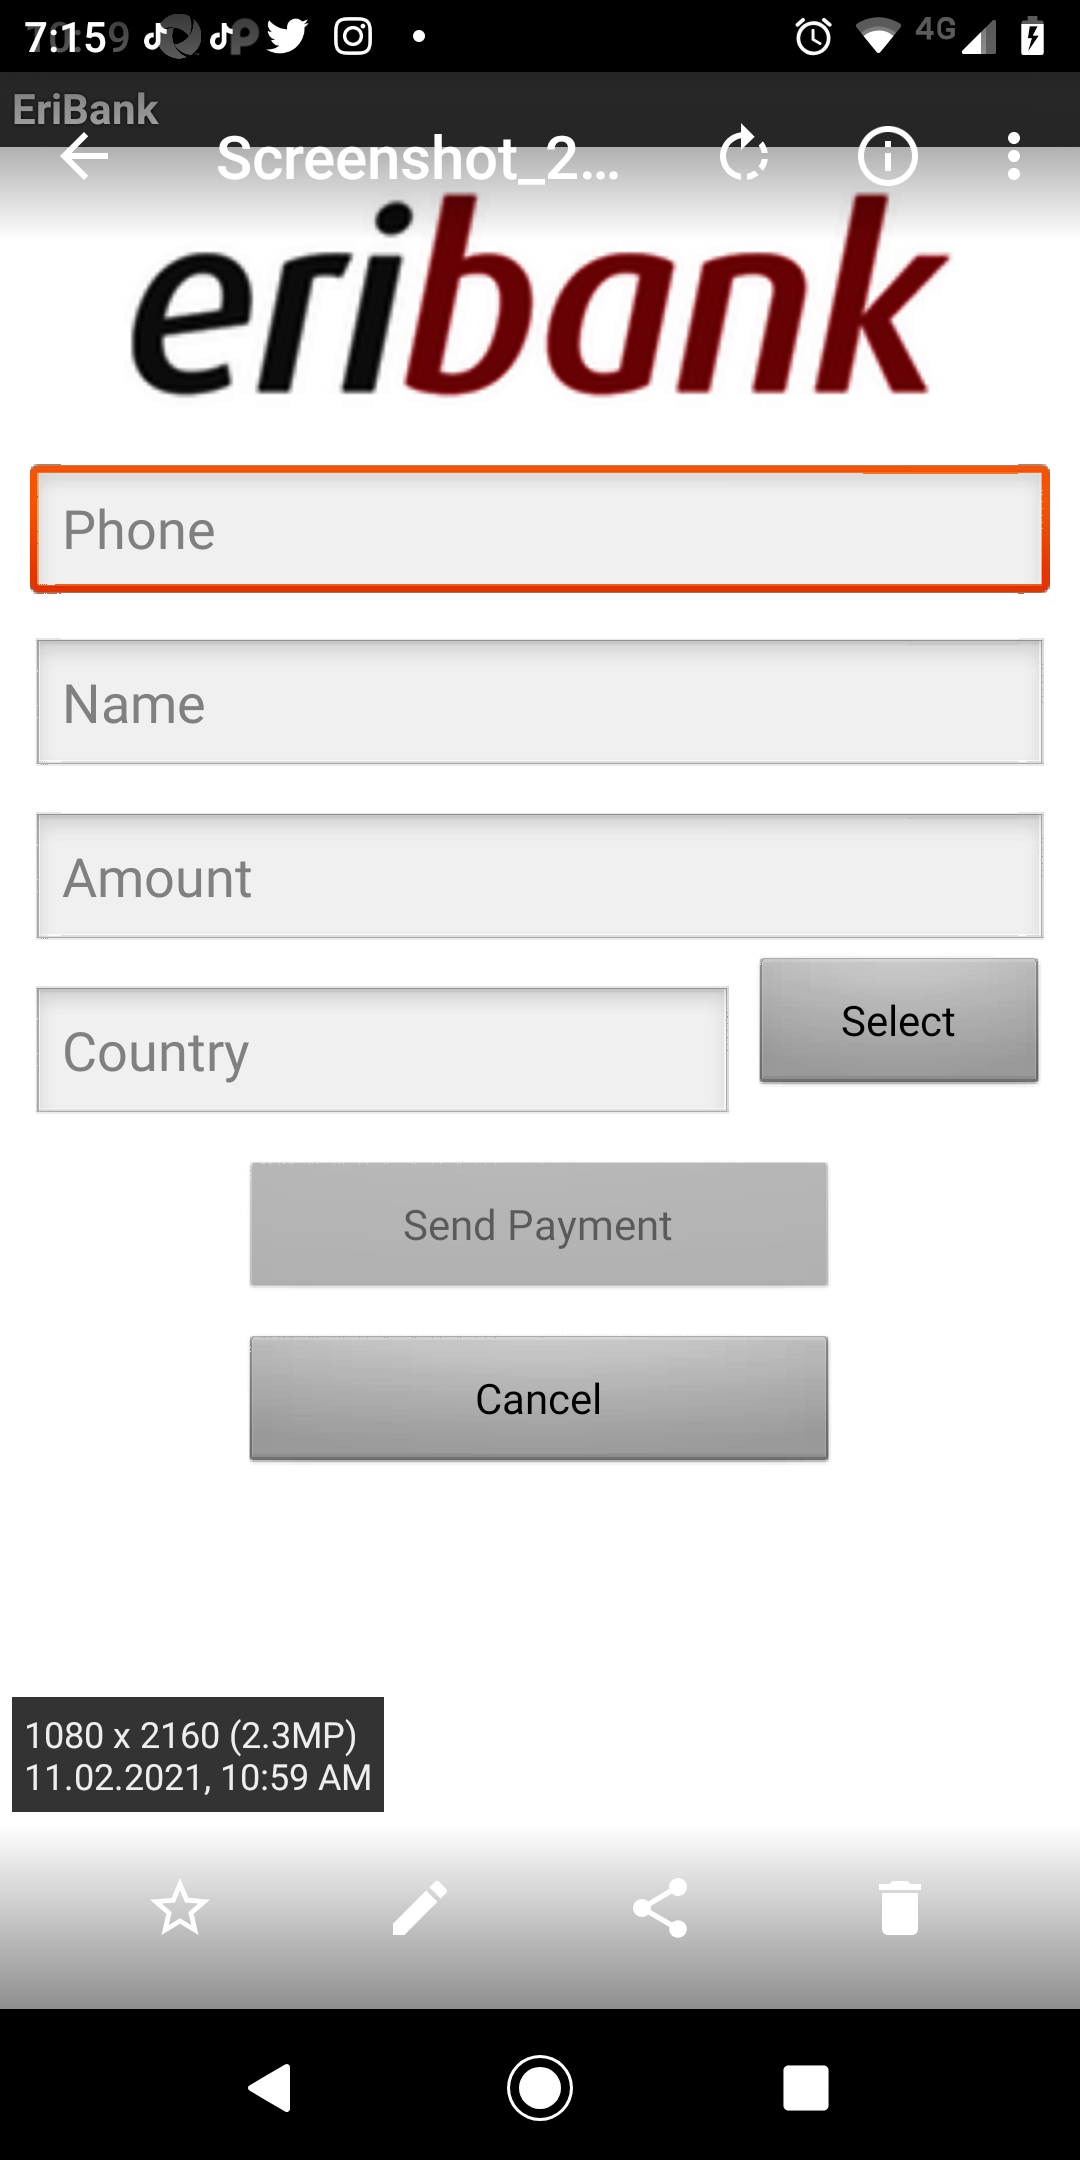 7:15 4G
EriBank
Screenshot_2...
eribank
Phone
Name
Amount
Country
Select
Send Payment
Cancel
1080 x 2160 (2.3MP)
11.02.2021, 10:59 AM